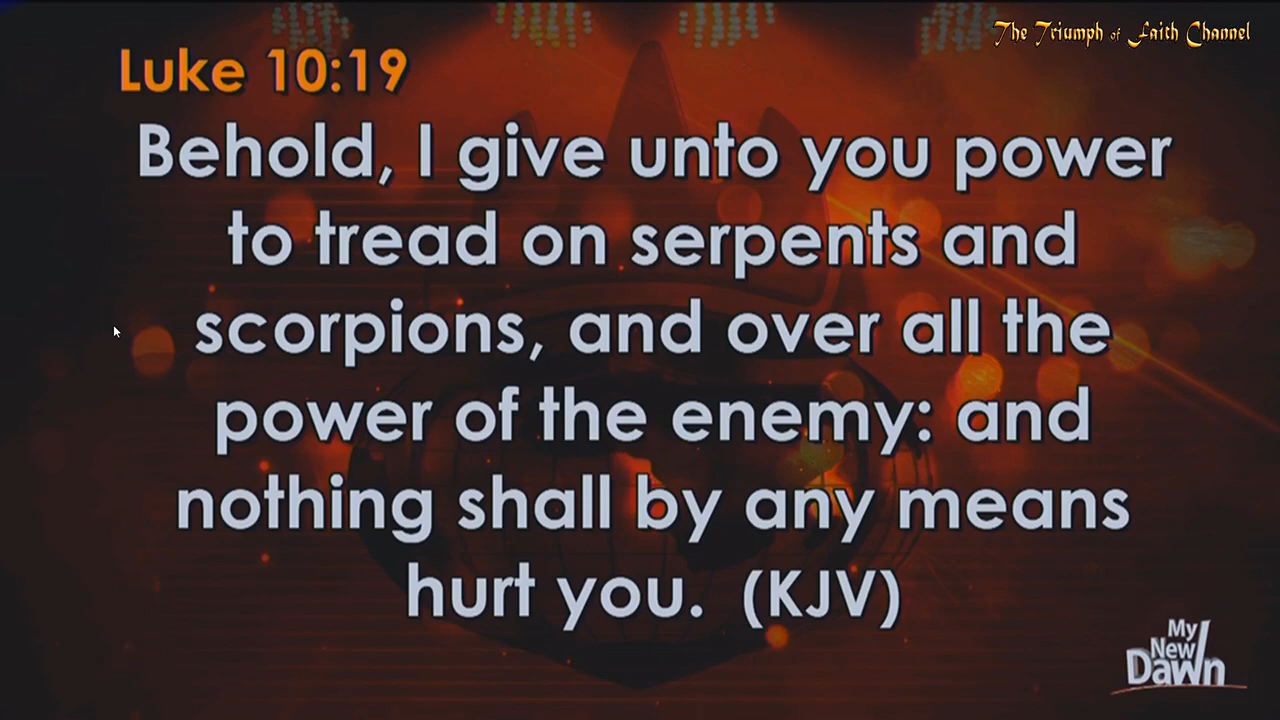 The Triumph of Faith Channel
Luke 10:19
Behold, I give unto you power
to tread on serpents and
scorpions, and over all the
power of the enemy: and
nothing shall by any means
hurt you. (KJV)
My
New
Dawn